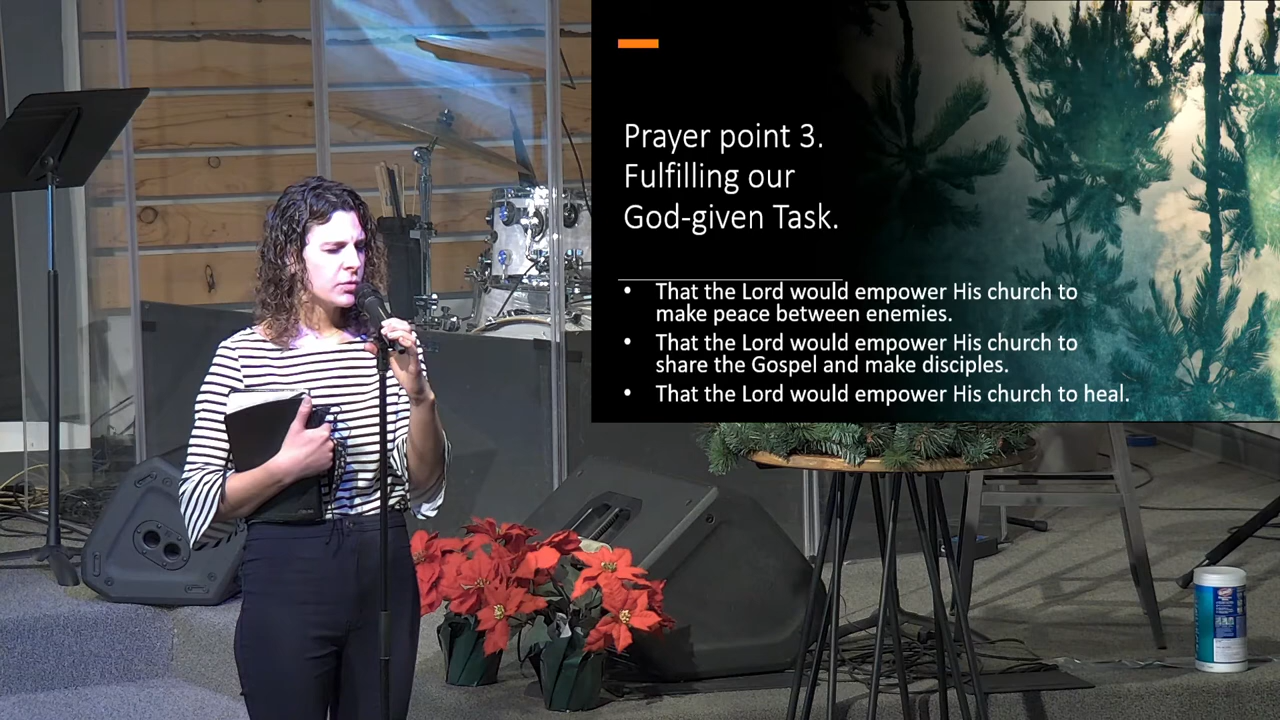 Prayer point 3.
Fulfilling our
God-given Task.
• That the Lord would empower His church to
make peace between enemies.
• That the Lord would empower His church to
share the Gospel and make disciples.
• That the Lord would empower His church to heal.